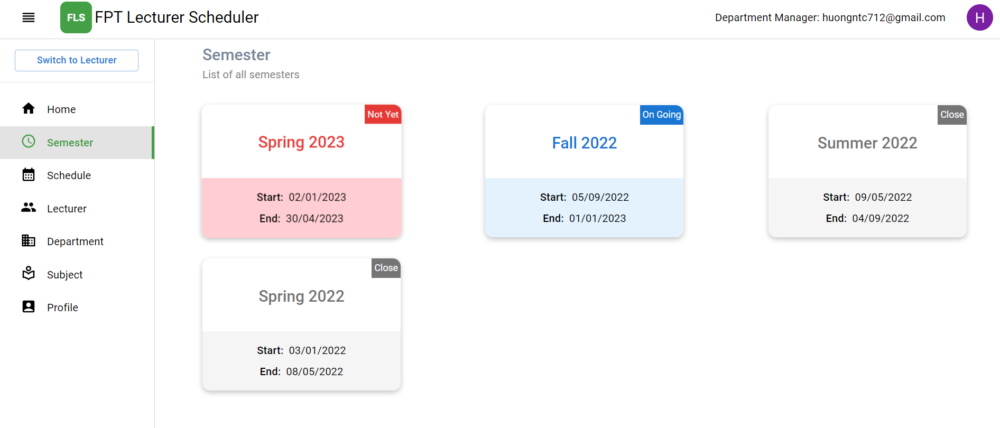 FLS FPT Lecturer Scheduler
Department Manager: huongntc712@gmail.com
H
Switch to Lecturer
Home
Semester
Schedule
Lecturer
Department
Subject
Profile
Semester
List of all semesters
Not Yet
Spring 2023
Start: 02/01/2023
End: 30/04/2023
On Going
Fall 2022
Start: 05/09/2022
End: 01/01/2023
Close
Summer 2022
Start: 09/05/2022
End: 04/09/2022
Close
Spring 2022
Start: 03/01/2022
End: 08/05/2022